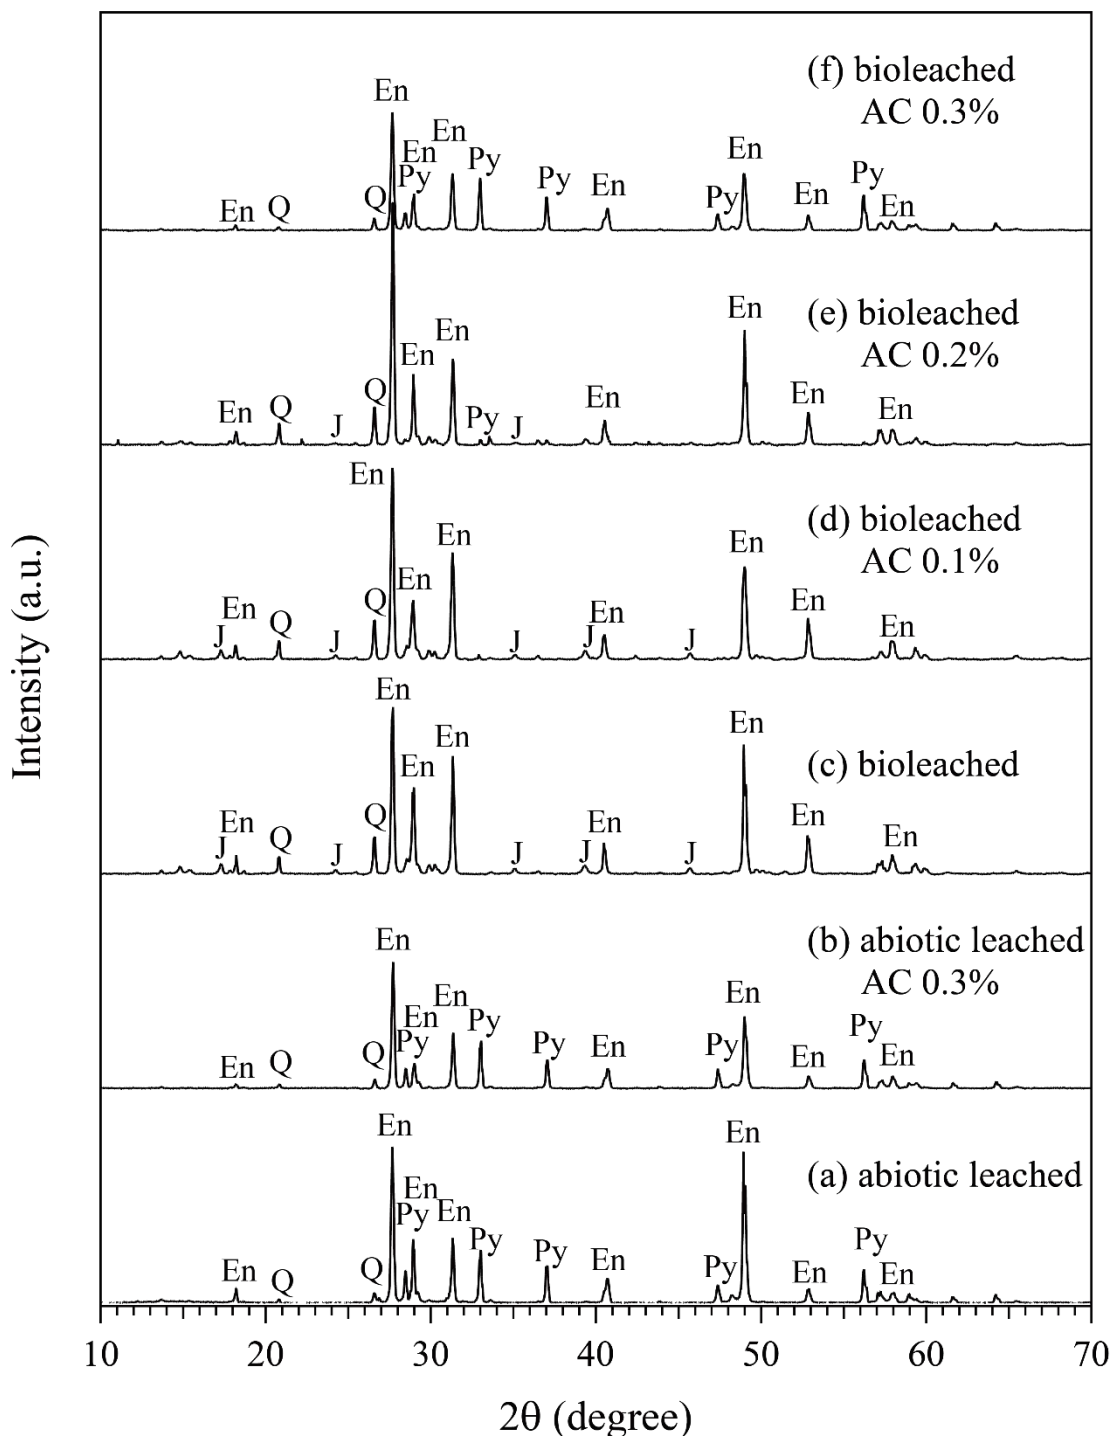 (f) bioleached
AC 0.3%
En
En
En
Py
Py
Py
En
Py
En
Py
En
En
Q
Q
(e) bioleached
AC 0.2%
En
En
En
En
En
En
Q
Q
En
J
Py
J
(d) bioleached
AC 0.1%
En
En
En
En
En
Q
En
J
Q
J
J
J
En
J
En
(c) bioleached
En
En
En
En
En
J
Q
Q
J
J
J
En
J
En
En
(b) abiotic leached
AC 0.3%
En
En
En
Py
Py
Py
En
Py
En
Py
En
En
En
Q
Q
(a) abiotic leached
En
En
En
Py
En
Py
Py
En
Py
En
Py
En
En
En
Q
Q
Intensity (a.u.)
10 20 30 40 50 60 70
2θ (degree)